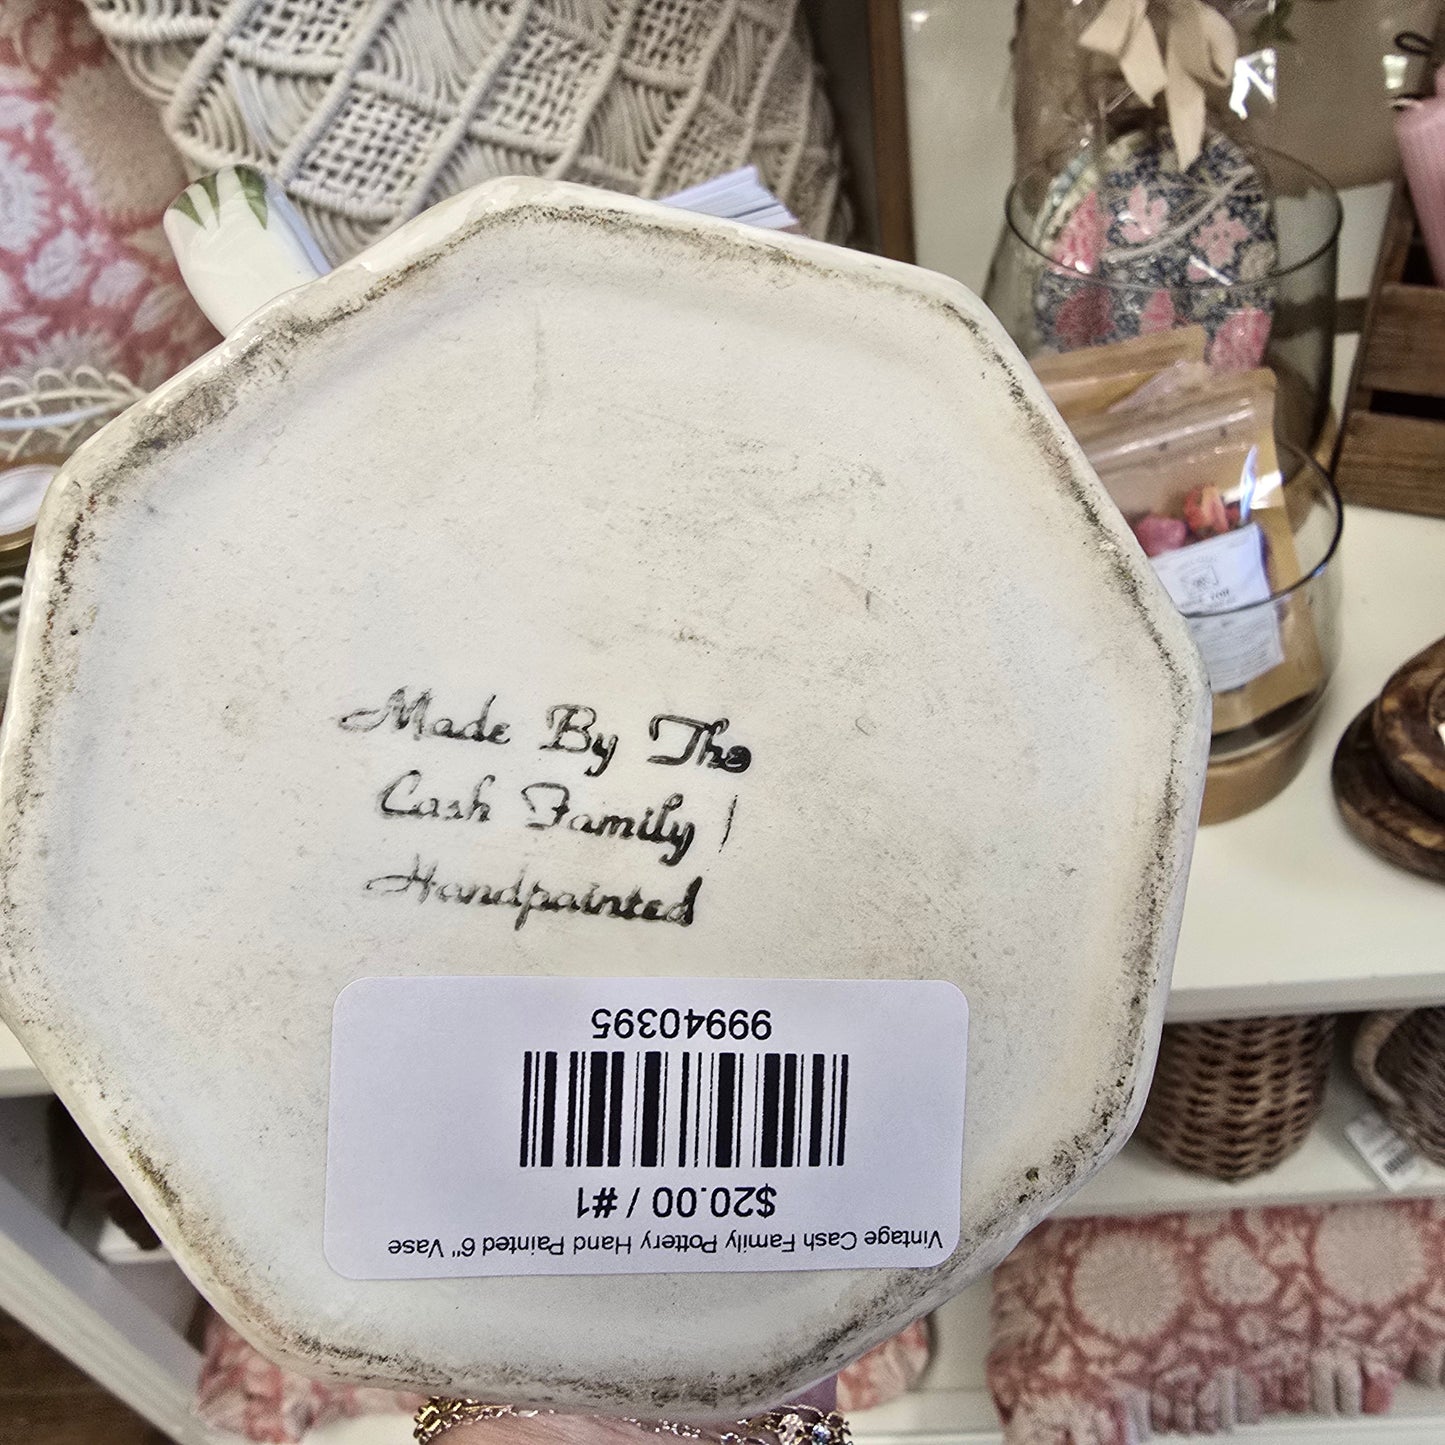 Made By The
Cash Family
Handpainted
Vintage Cash Family Pottery Hand Painted 6" Vase
$20.00 / #1
99940395